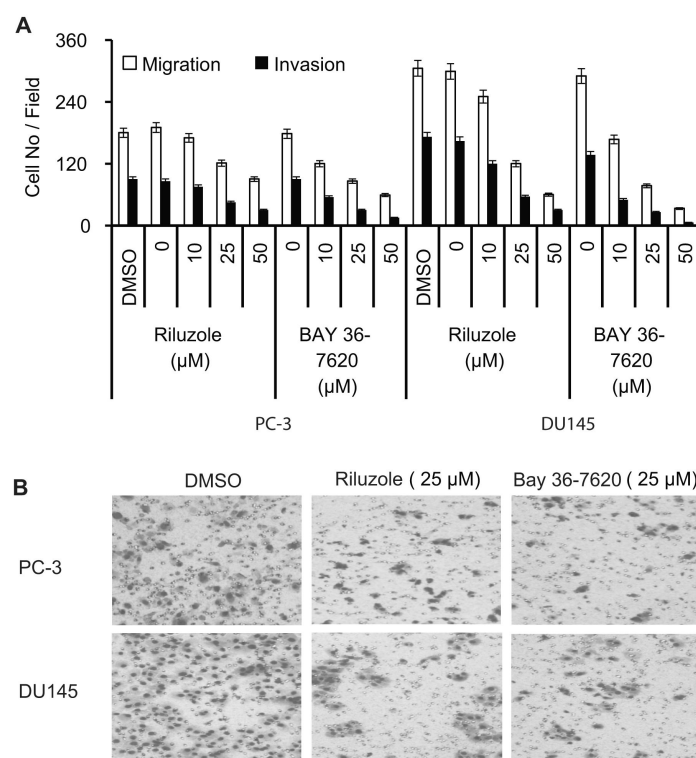 A
360
240
120
0
Cell No / Field
Migration
Invasion
DMSO 0 10 25 50 0 10 25 50 DMSO 0 10 25 50 0 10 25 50
Riluzole BAY 36- Riluzole BAY 36-
(µM) 7620 (µM) 7620
(µM) (µM)
PC-3 DU145
B
DMSO Riluzole ( 25 µM) Bay 36-7620 ( 25 µM)
PC-3
DU145